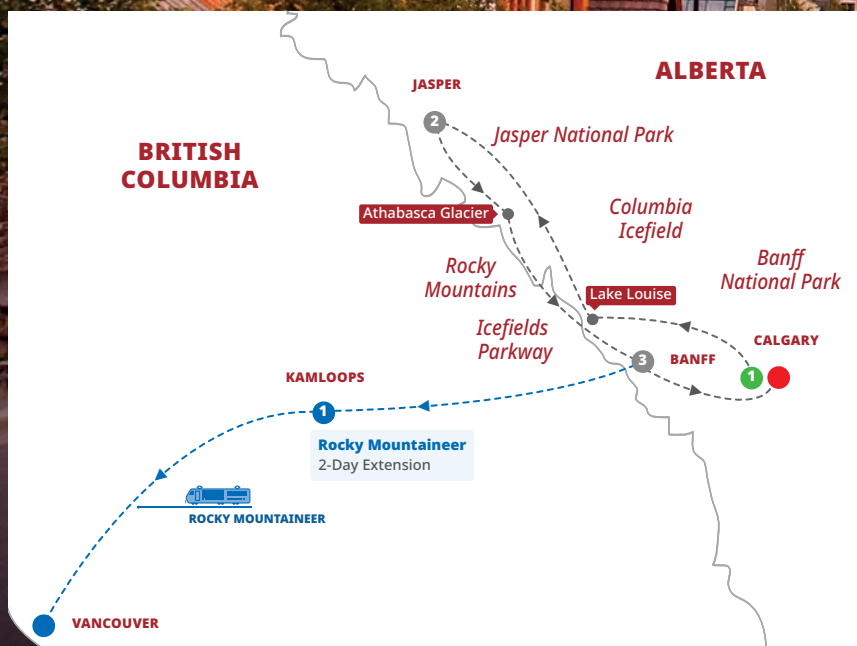 ALBERTA
JASPER
2
Jasper National Park
BRITISH
COLUMBIA
Athabasca Glacier
Columbia
Icefield
Rocky
Mountains
Banff
National Park
Lake Louise
Icefields
Parkway
CALGARY
3
BANFF
1
KAMLOOPS
1
Rocky Mountaineer
2-Day Extension
ROCKY MOUNTAINEER
VANCOUVER